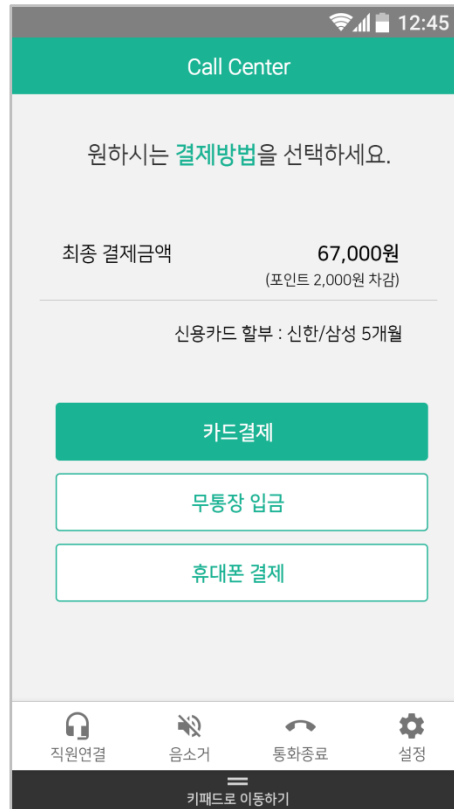 12:45
Call Center
원하시는 결제방법을 선택하세요.
최종 결제금액 67,000원
(포인트 2,000원 차감)
신용카드 할부 : 신한/삼성 5개월
카드결제
무통장 입금
휴대폰 결제
직원연결 음소거 통화종료 설정
키패드로 이동하기